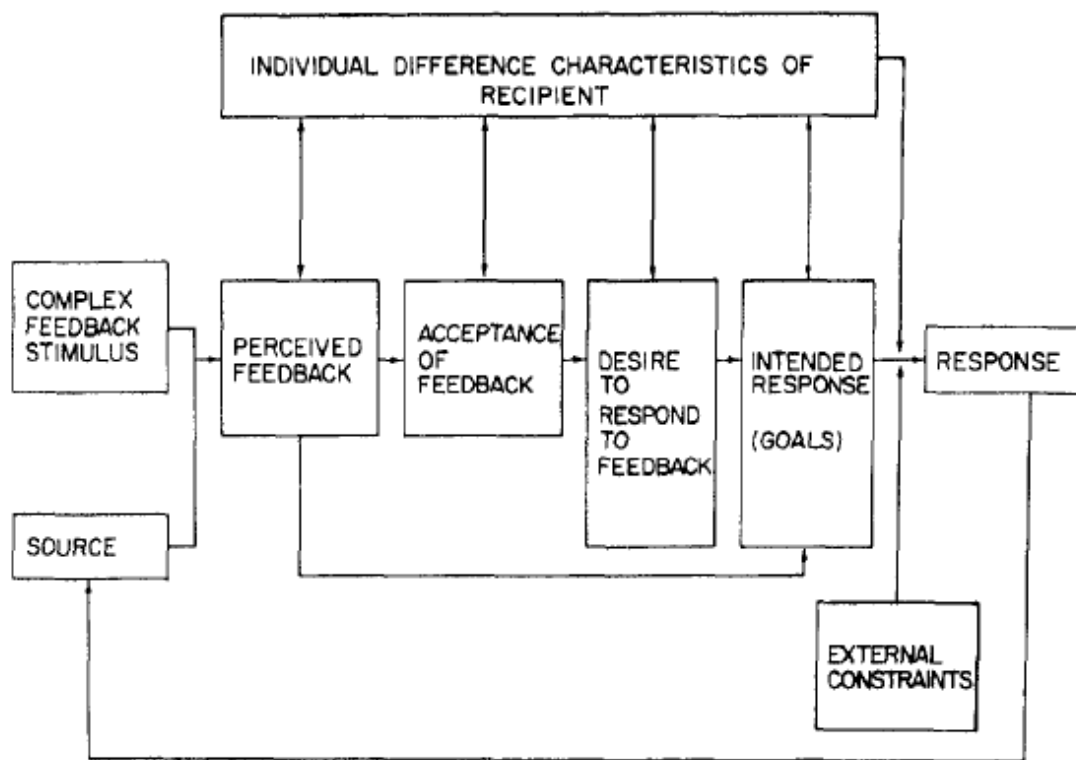 INDIVIDUAL DIFFERENCE CHARACTERISTICS OF
RECIPIENT
COMPLEX
FEEDBACK
STIMULUS
PERCEIVED
FEEDBACK
ACCEPTANCE
OF
FEEDBACK
DESIRE
TO
RESPOND
TO
FEEDBACK
INTENDED
RESPONSE
(GOALS)
RESPONSE
SOURCE
EXTERNAL
CONSTRAINTS